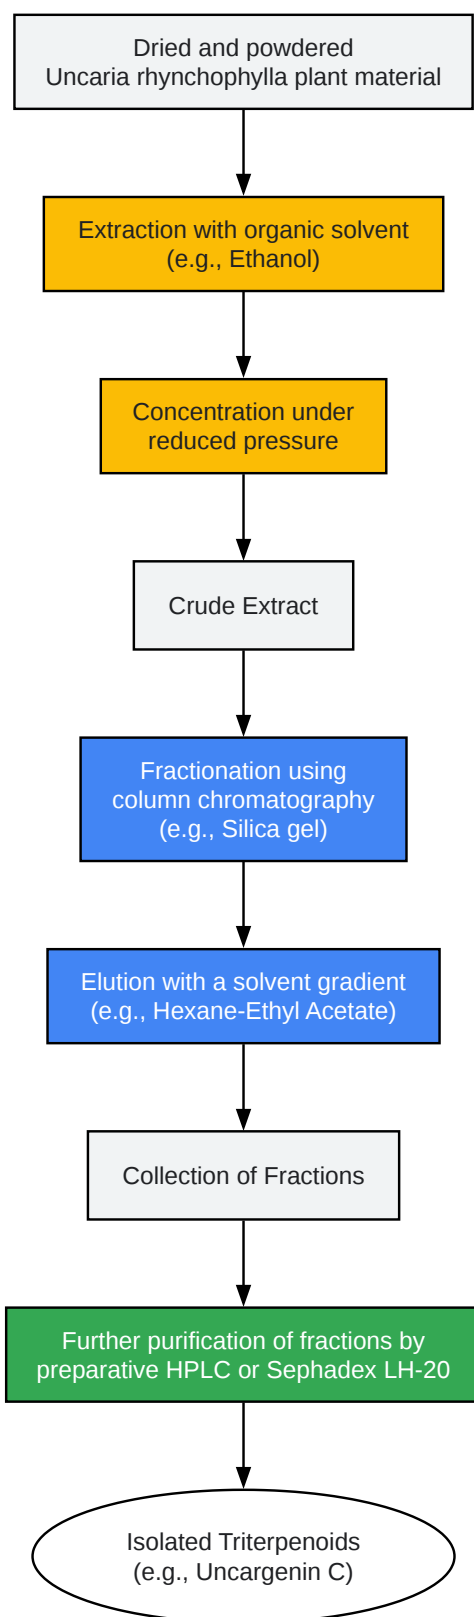 Dried and powdered
Uncaria rhynchophylla plant material
Extraction with organic solvent
(e.g., Ethanol)
Concentration under
reduced pressure
Crude Extract
Fractionation using
column chromatography
(e.g., Silica gel)
Elution with a solvent gradient
(e.g., Hexane-Ethyl Acetate)
Collection of Fractions
Further purification of fractions by
preparative HPLC or Sephadex LH-20
Isolated Triterpenoids
(e.g., Uncargenin C)